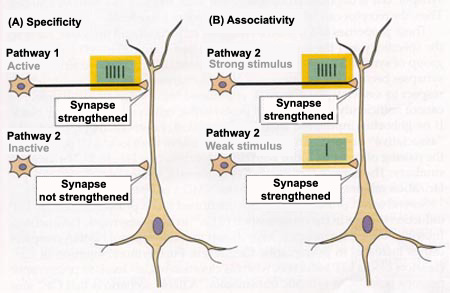 (A) Specificity
Pathway 1
Active
Synapse
strengthened
Pathway 2
Inactive
Synapse
not strengthened
(B) Associativity
Pathway 2
Strong stimulus
Synapse
strengthened
Pathway 2
Weak stimulus
Synapse
strengthened